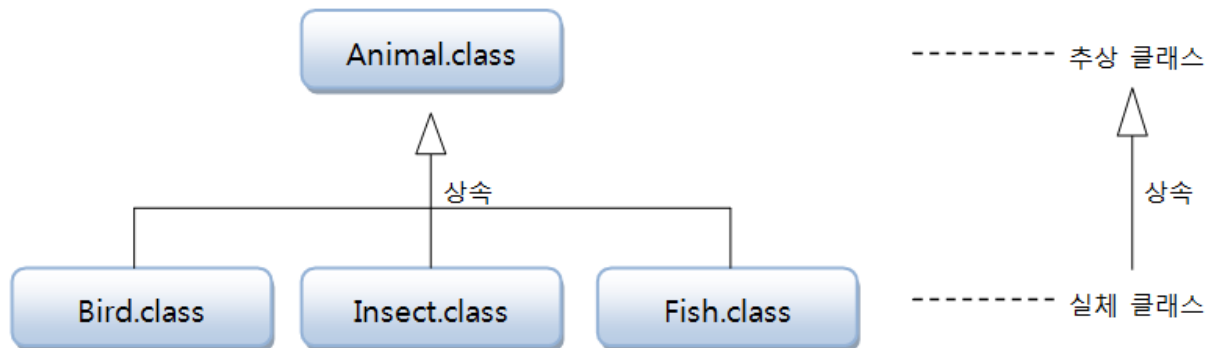 Animal.class
추상 클래스
상속
상속
Bird.class
Insect.class
Fish.class
실체 클래스